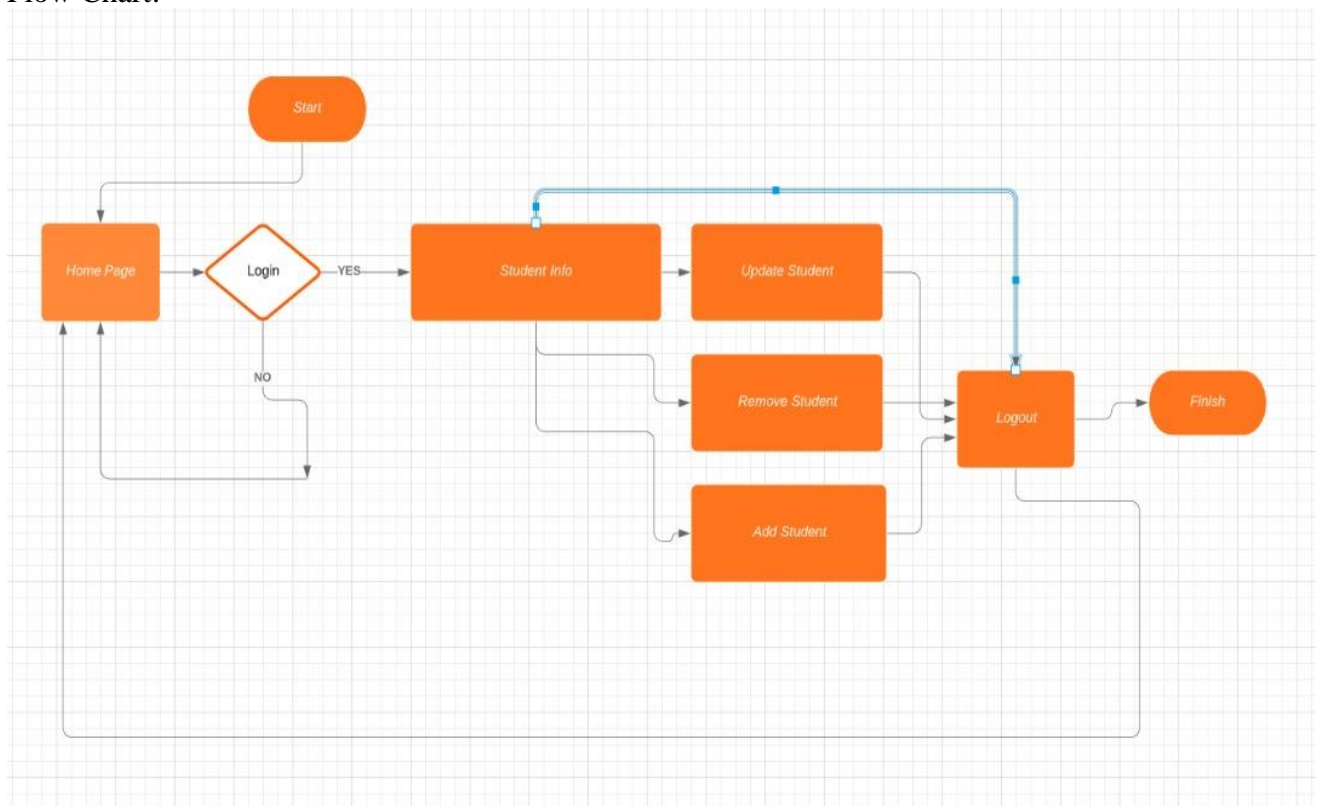 Flow Chart:
Start
Home Page
Login
YES
Student Info
Update Student
NO
Remove Student
Logout
Finish
Add Student